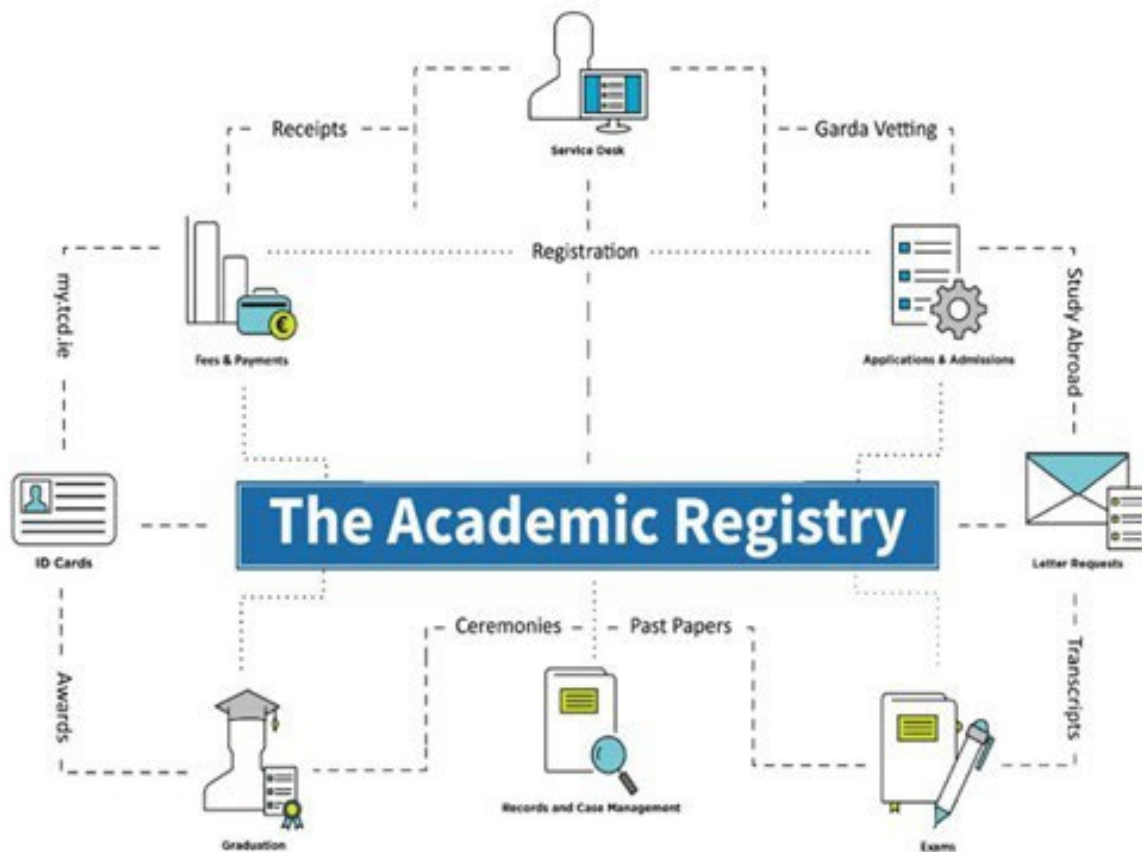 Receipts
Garda Vetting
Service Desk
Registration
my.tcd.ie
Study Abroad
Fees & Payments
Applications & Admissions
The Academic Registry
ID Cards
Letter Requests
Ceremonies
Past Papers
Awards
Transcripts
Records and Case Management
Graduation
Exams